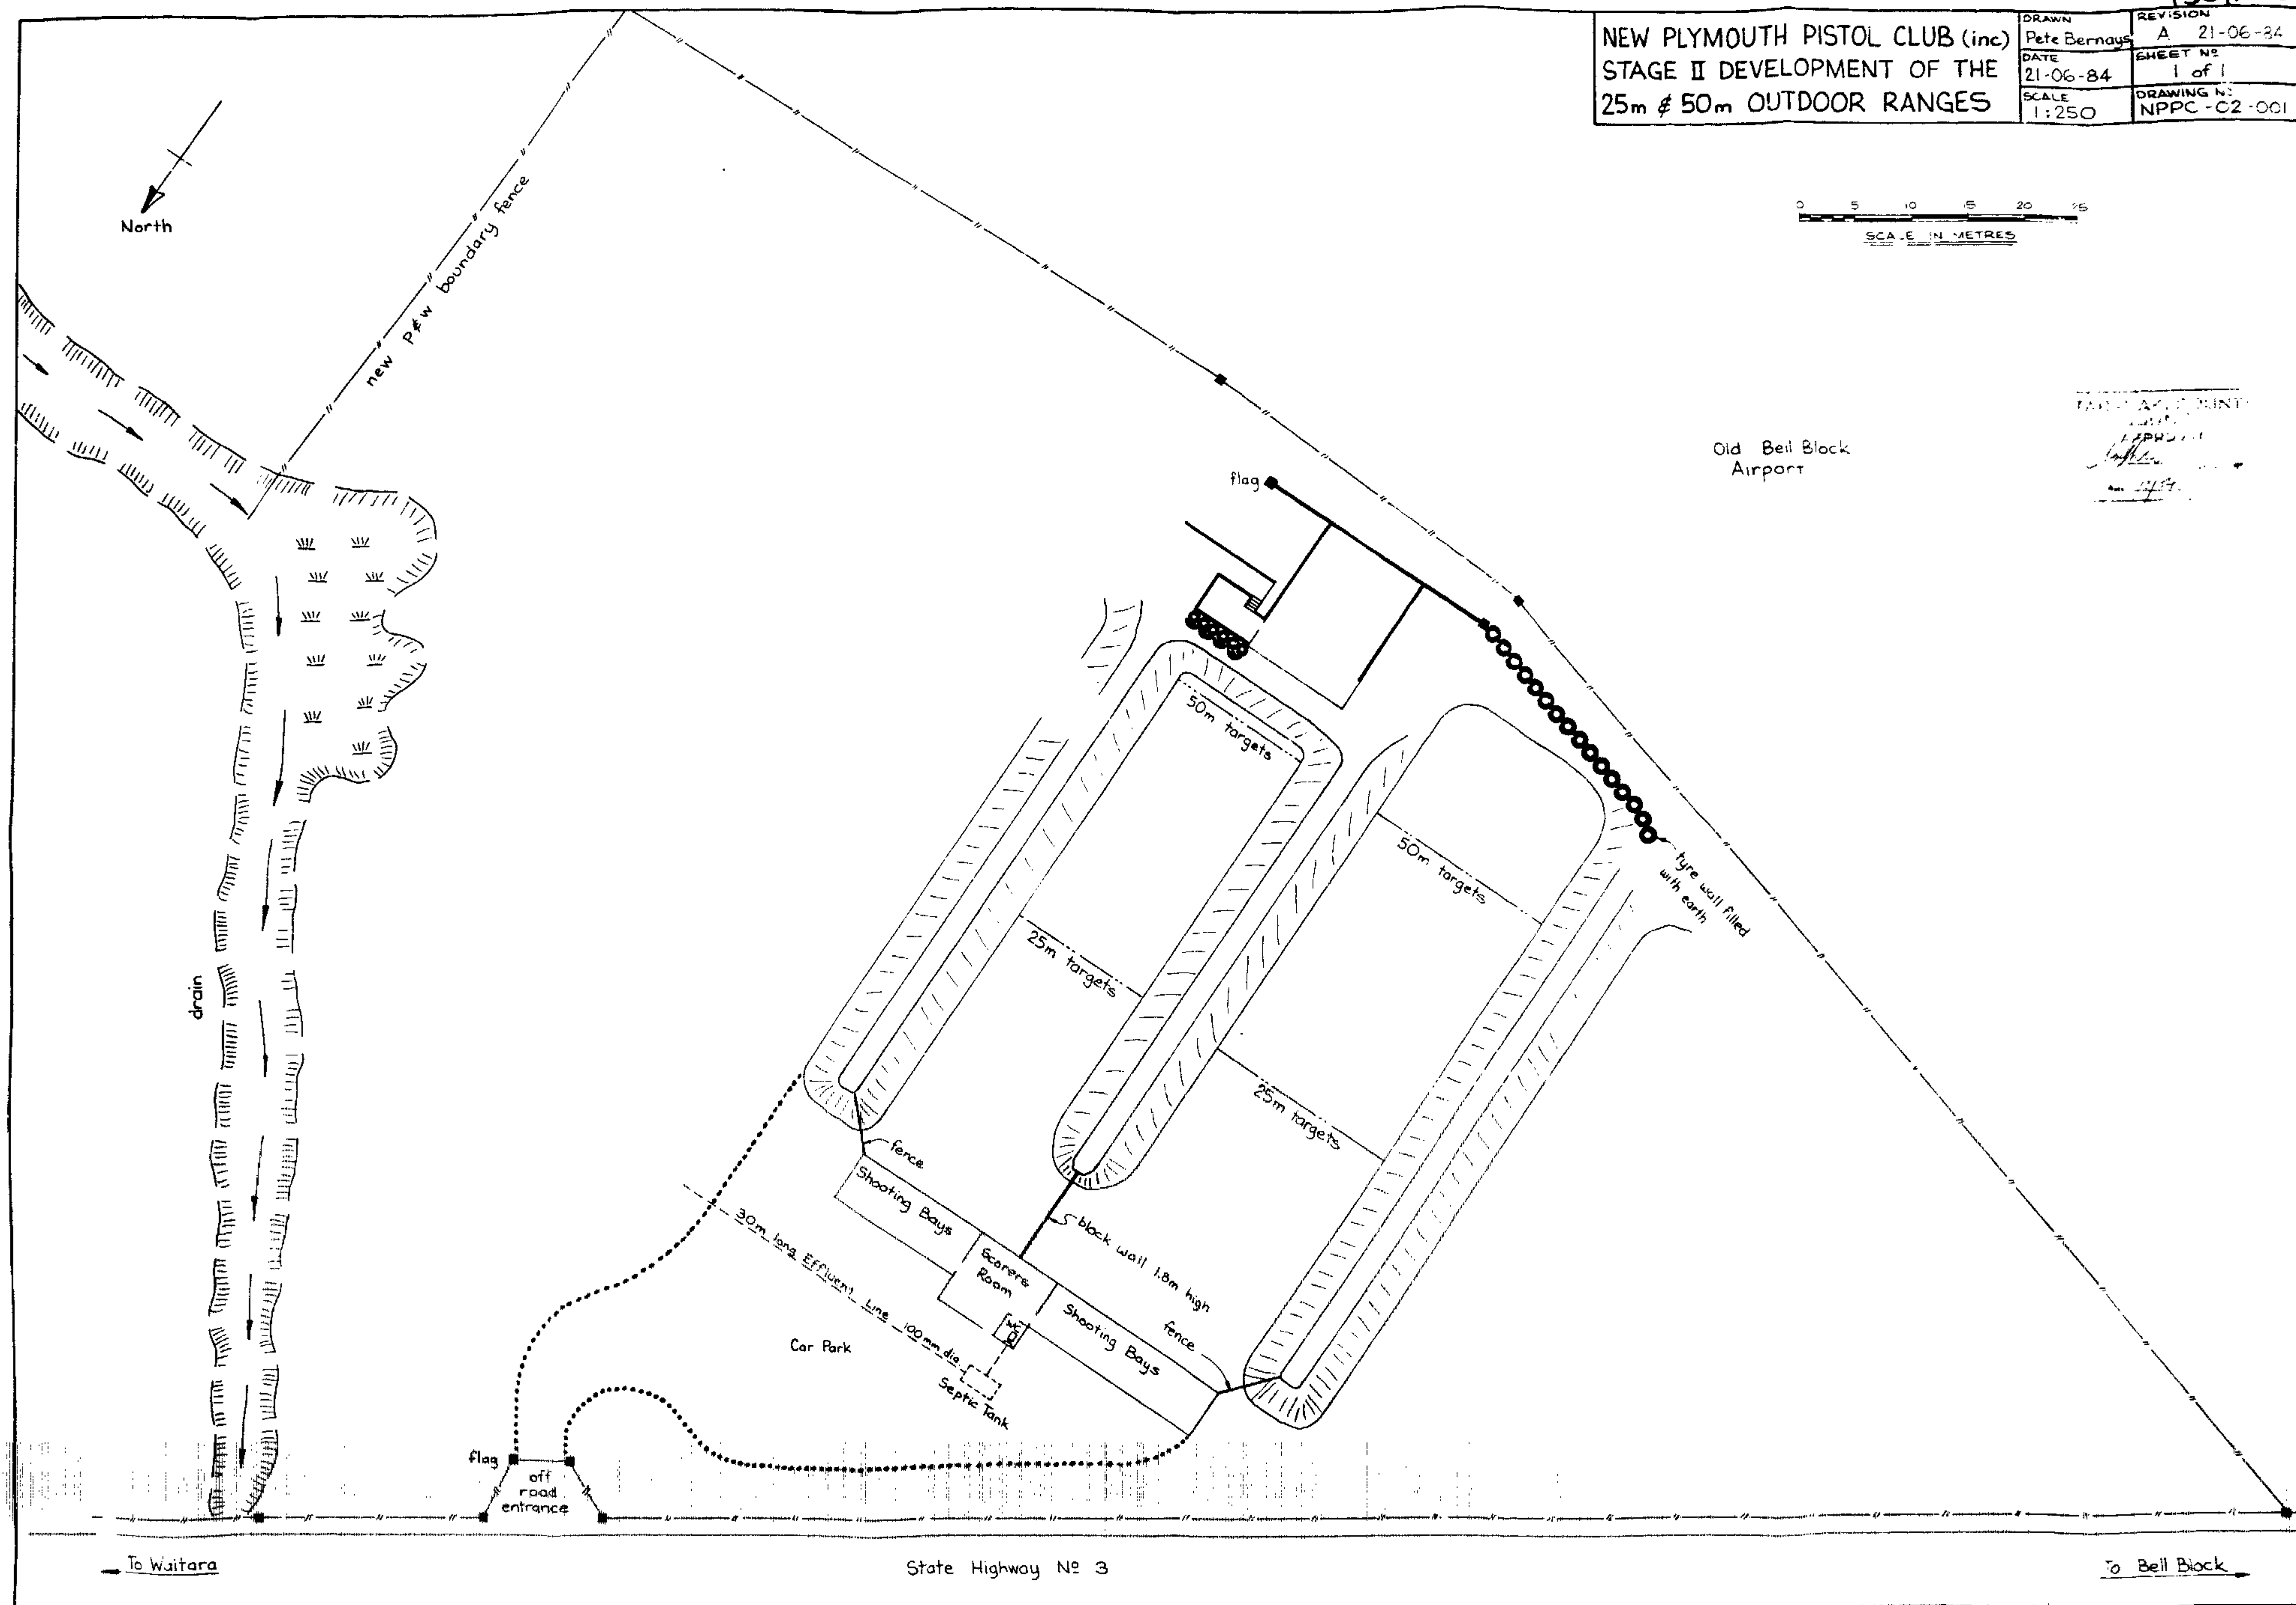 NEW PLYMOUTH PISTOL CLUB (inc)
STAGE II DEVELOPMENT OF THE
25m & 50m OUTDOOR RANGES
DRAWN
Pete Bernays
REVISION
A 21-06-84
DATE
21-06-84
SHEET Nº
1 of 1
SCALE
1:250
DRAWING Nº
NPPC-02-001
North
new P&W boundary fence
0 5 10 15 20 25
SCALE IN METRES
Old Bell Block
Airport
flag
50m targets
50m targets
tyre wall filled
with earth
25m targets
25m targets
drain
fence
Shooting Bays
block wall 1.8m high
Scorers
Room
30m long Effluent Line 100mm dia
fence
Shooting Bays
Car Park
Septic Tank
flag
off
road
entrance
To Waitara
State Highway Nº 3
To Bell Block